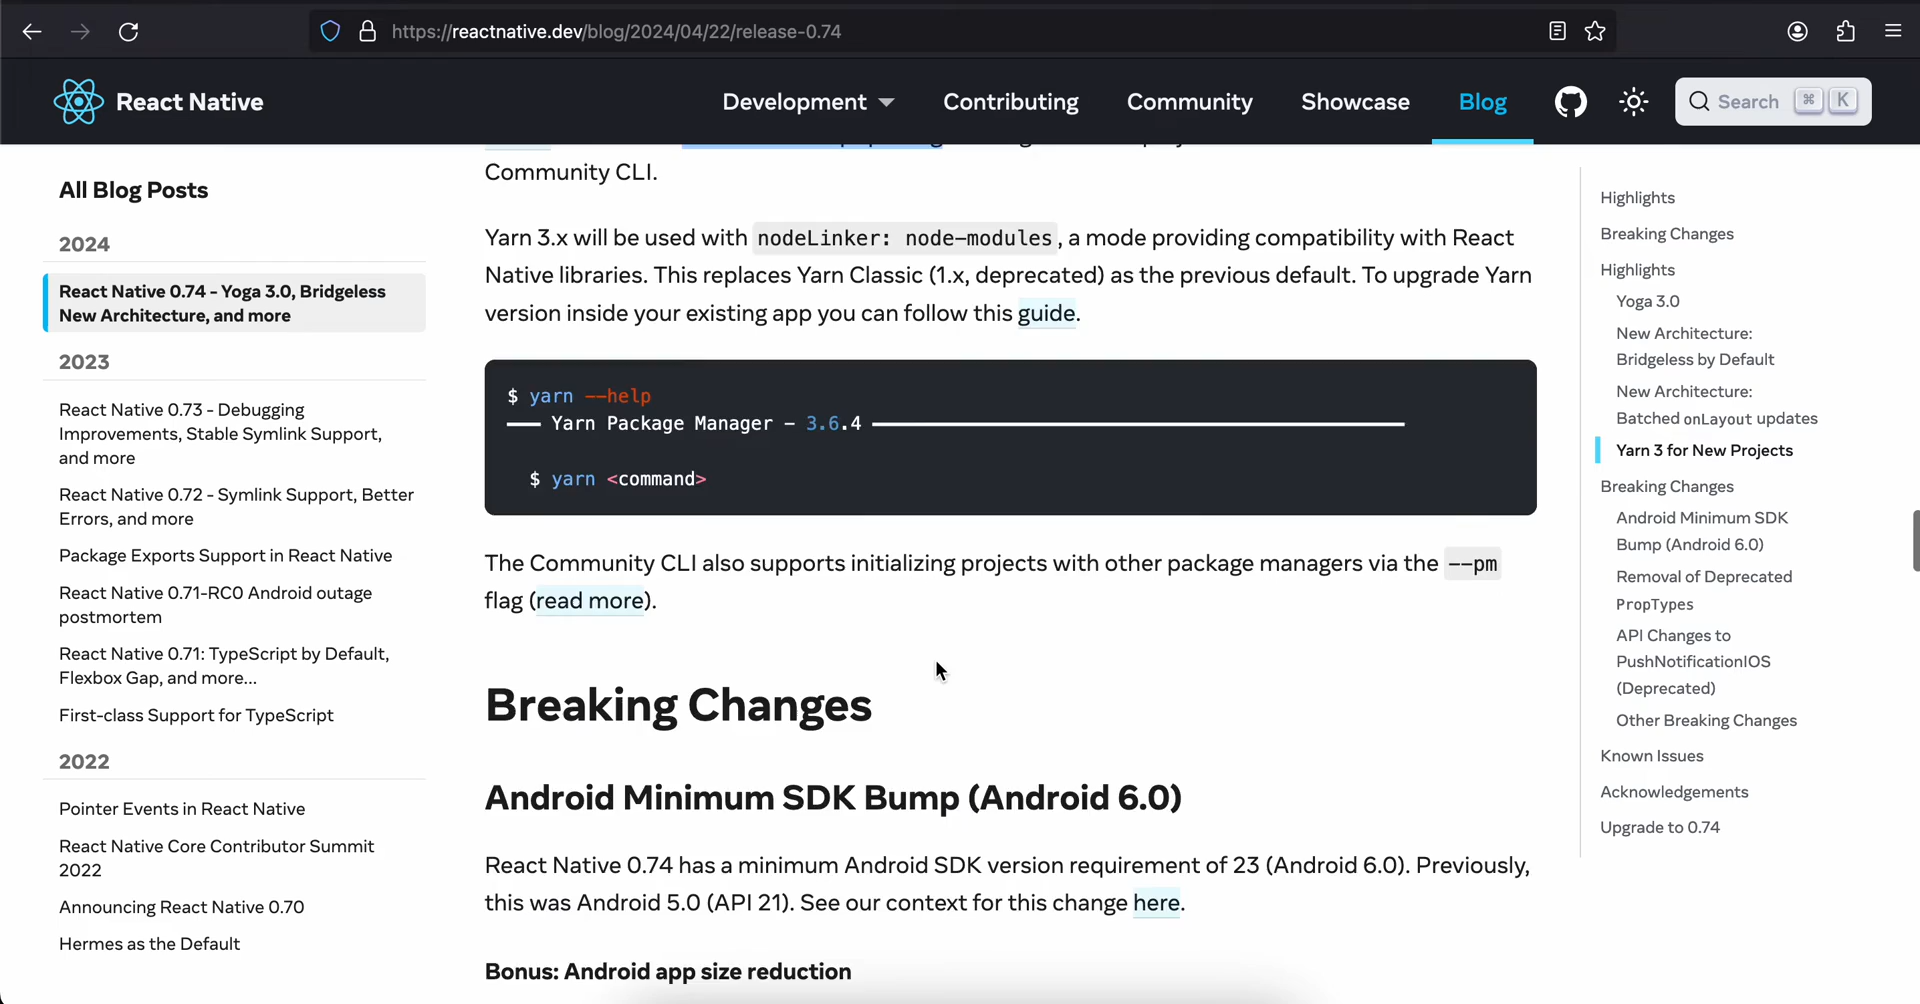 https://reactnative.dev/blog/2024/04/22/release-0.74
React Native
Development
Contributing
Community
Showcase
Blog
Search ⌘ K
All Blog Posts
2024
React Native 0.74 - Yoga 3.0, Bridgeless
New Architecture, and more
2023
React Native 0.73 - Debugging
Improvements, Stable Symlink Support,
and more
React Native 0.72 - Symlink Support, Better
Errors, and more
Package Exports Support in React Native
React Native 0.71-RC0 Android outage
postmortem
React Native 0.71: TypeScript by Default,
Flexbox Gap, and more...
First-class Support for TypeScript
2022
Pointer Events in React Native
React Native Core Contributor Summit
2022
Announcing React Native 0.70
Hermes as the Default
Community CLI.
Yarn 3.x will be used with nodeLinker: node-modules, a mode providing compatibility with React
Native libraries. This replaces Yarn Classic (1.x, deprecated) as the previous default. To upgrade Yarn
version inside your existing app you can follow this guide.
$ yarn --help
━━━ Yarn Package Manager - 3.6.4 ━━━━━━━━━━━━━━━━━━━━━━━━━━━━━━━━━━━━━━━━━━━━━━━━
$ yarn <command>
The Community CLI also supports initializing projects with other package managers via the --pm
flag (read more).
Breaking Changes
Android Minimum SDK Bump (Android 6.0)
React Native 0.74 has a minimum Android SDK version requirement of 23 (Android 6.0). Previously,
this was Android 5.0 (API 21). See our context for this change here.
Bonus: Android app size reduction
Highlights
Breaking Changes
Highlights
Yoga 3.0
New Architecture:
Bridgeless by Default
New Architecture:
Batched onLayout updates
Yarn 3 for New Projects
Breaking Changes
Android Minimum SDK
Bump (Android 6.0)
Removal of Deprecated
PropTypes
API Changes to
PushNotificationIOS
(Deprecated)
Other Breaking Changes
Known Issues
Acknowledgements
Upgrade to 0.74